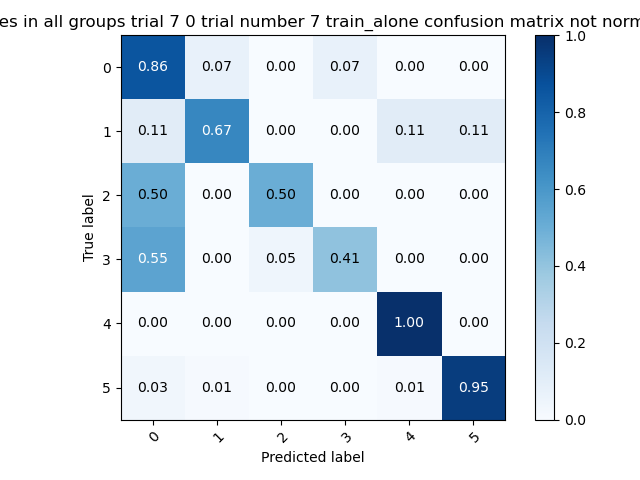 es in all groups trial 7 0 trial number 7 train_alone confusion matrix not norm
1.0
0 0.86 0.07 0.00 0.07 0.00 0.00
0.8
1 0.11 0.67 0.00 0.00 0.11 0.11
2 0.50 0.00 0.50 0.00 0.00 0.00
0.6
True label
3 0.55 0.00 0.05 0.41 0.00 0.00
0.4
4 0.00 0.00 0.00 0.00 1.00 0.00
0.2
5 0.03 0.01 0.00 0.00 0.01 0.95
0.0
0 1 2 3 4 5
Predicted label